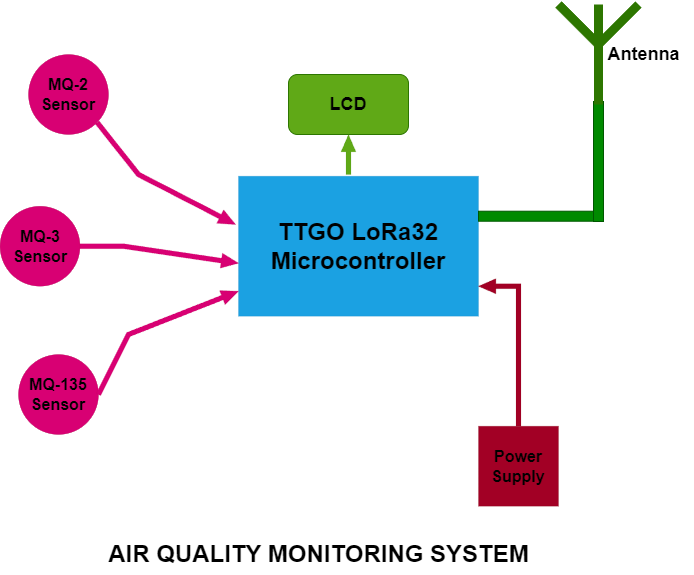 Antenna
MQ-2
Sensor
LCD
MQ-3
Sensor
TTGO LoRa32
Microcontroller
MQ-135
Sensor
Power
Supply
AIR QUALITY MONITORING SYSTEM